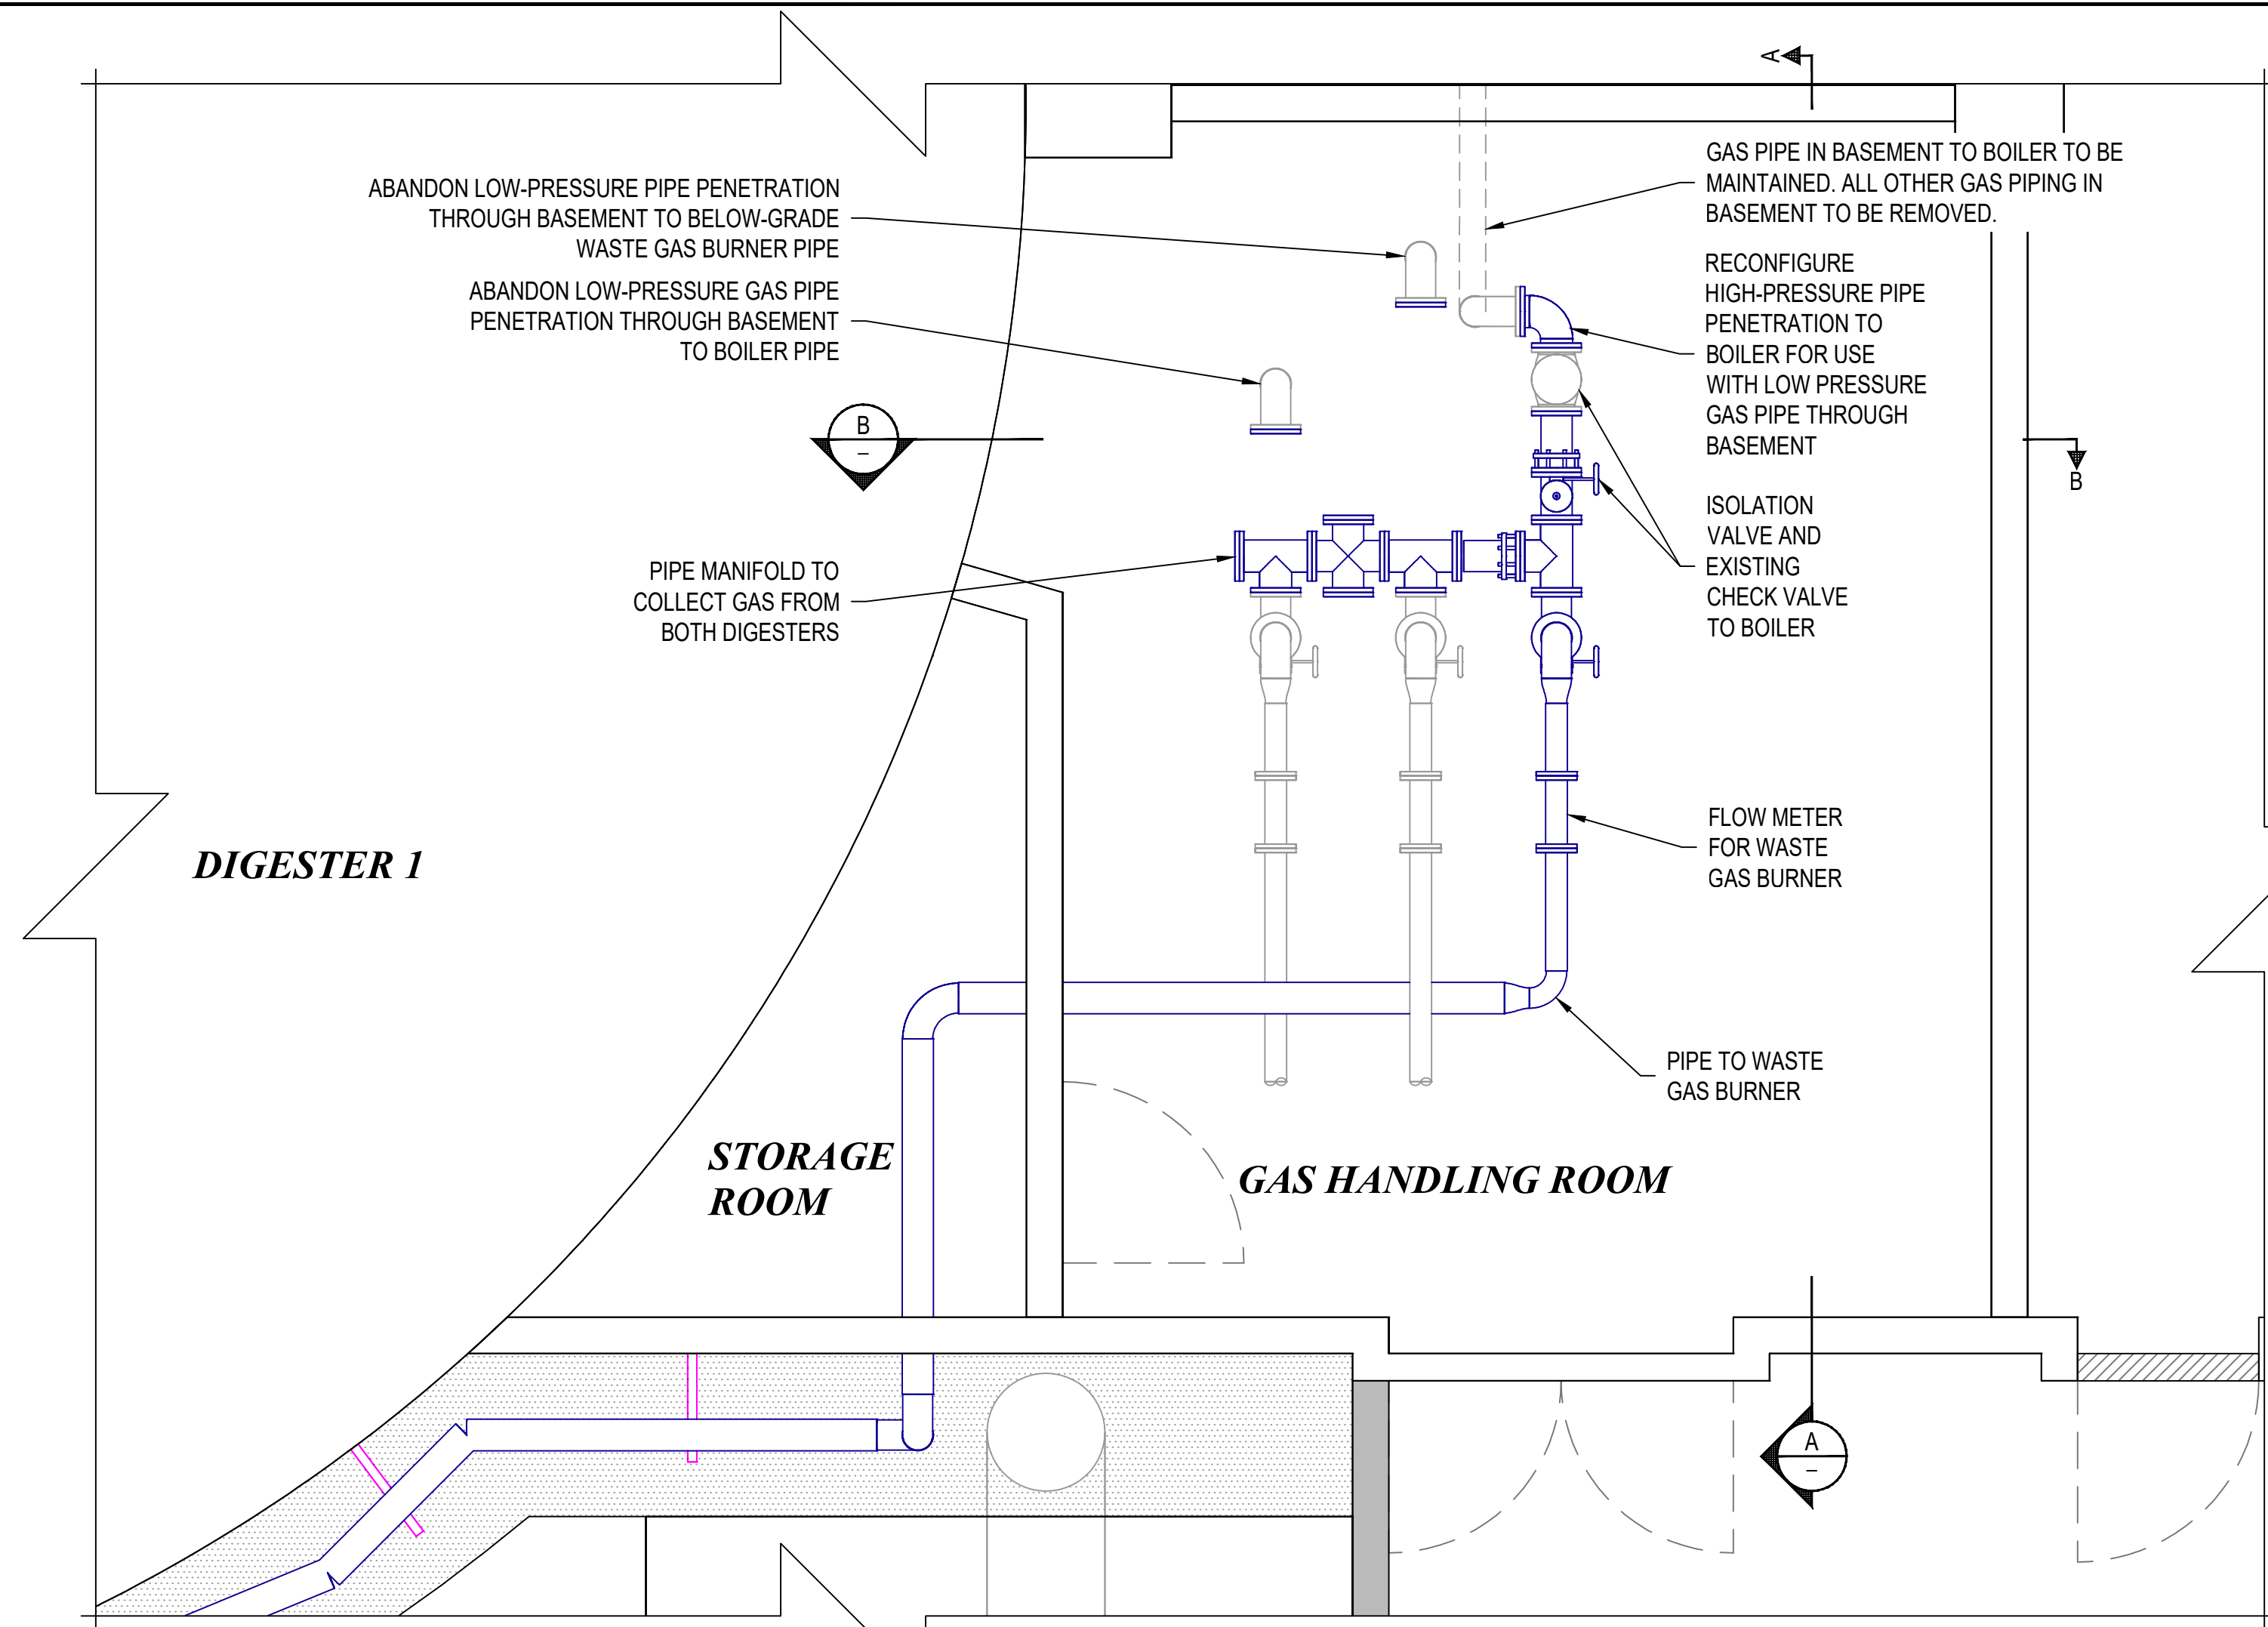 A
GAS PIPE IN BASEMENT TO BOILER TO BE
MAINTAINED. ALL OTHER GAS PIPING IN
BASEMENT TO BE REMOVED.
ABANDON LOW-PRESSURE PIPE PENETRATION
THROUGH BASEMENT TO BELOW-GRADE
WASTE GAS BURNER PIPE
ABANDON LOW-PRESSURE GAS PIPE
PENETRATION THROUGH BASEMENT
TO BOILER PIPE
RECONFIGURE
HIGH-PRESSURE PIPE
PENETRATION TO
BOILER FOR USE
WITH LOW PRESSURE
GAS PIPE THROUGH
BASEMENT
B
–
B
ISOLATION
VALVE AND
EXISTING
CHECK VALVE
TO BOILER
PIPE MANIFOLD TO
COLLECT GAS FROM
BOTH DIGESTERS
FLOW METER
FOR WASTE
GAS BURNER
DIGESTER 1
PIPE TO WASTE
GAS BURNER
STORAGE
ROOM
GAS HANDLING ROOM
A
–